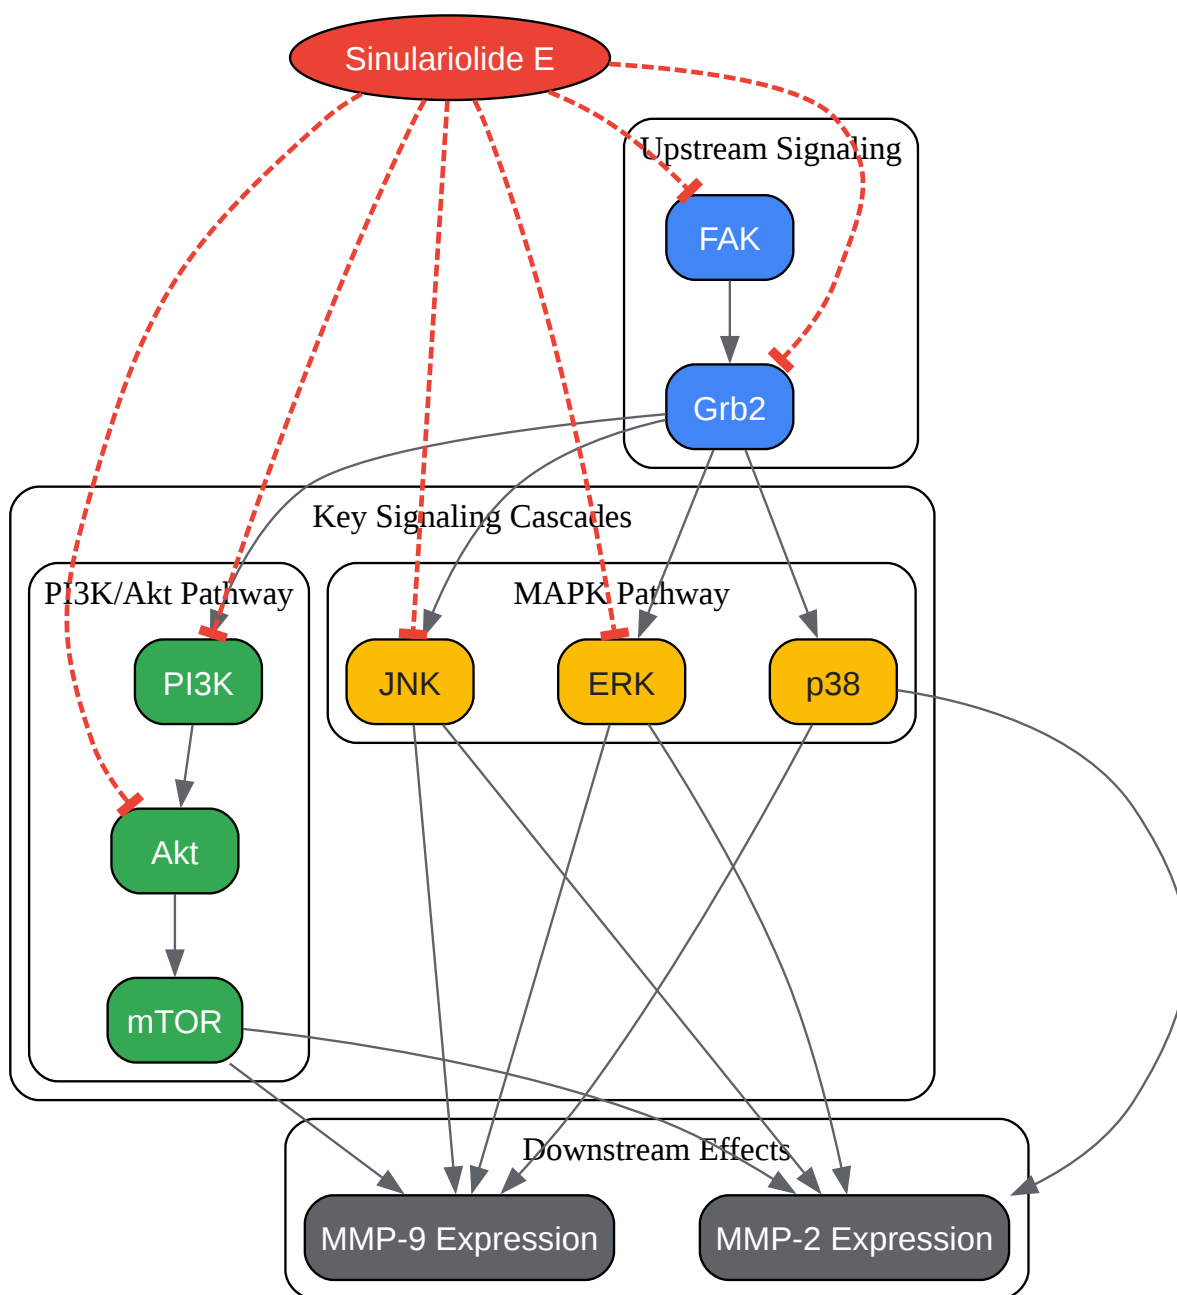 Sinulariolide E
Upstream Signaling
FAK
Grb2
Key Signaling Cascades
PI3K/Akt Pathway
MAPK Pathway
PI3K
JNK
ERK
p38
Akt
mTOR
Downstream Effects
MMP-9 Expression
MMP-2 Expression